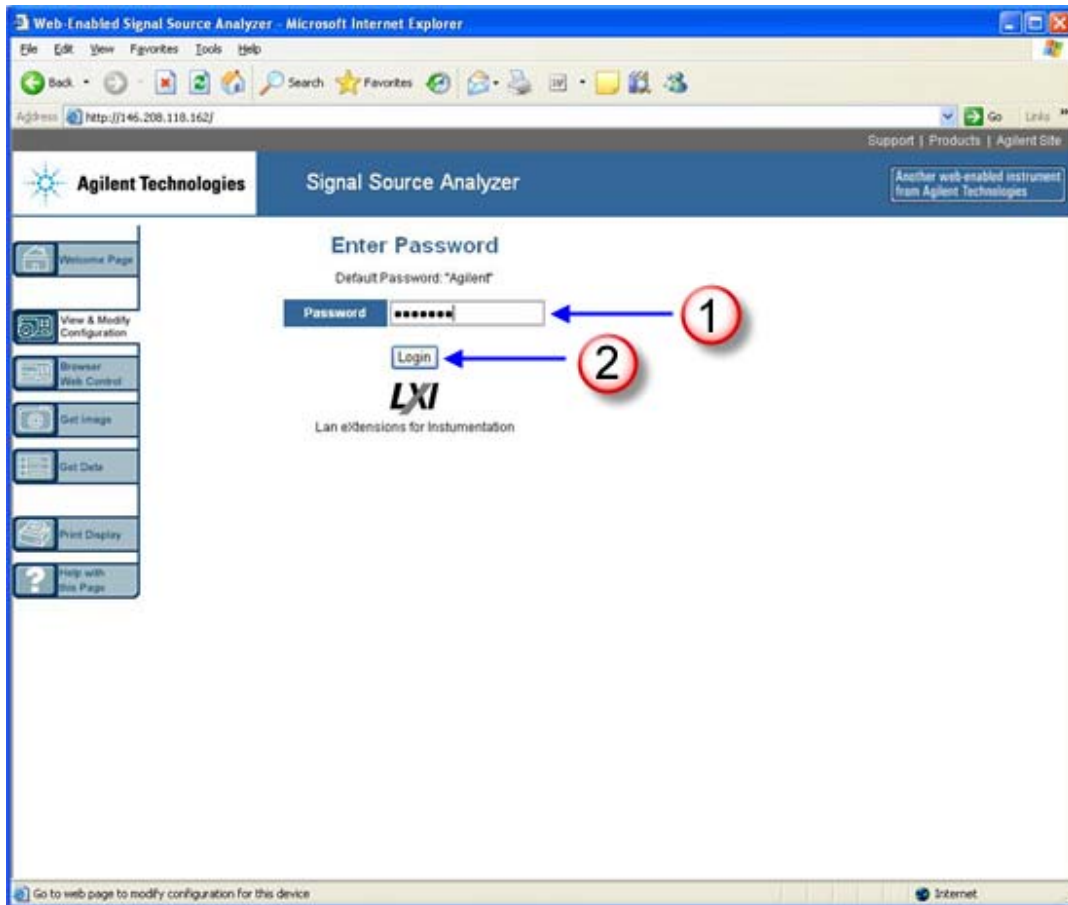 Web-Enabled Signal Source Analyzer - Microsoft Internet Explorer
File Edit View Favorites Tools Help
Back Search Favorites
Address http://146.208.118.162/ Go Links »
Support | Products | Agilent Site
Agilent Technologies
Signal Source Analyzer
Another web-enabled instrument
from Agilent Technologies
Welcome Page
View & Modify
Configuration
Browser
Web Control
Get Image
Get Data
Print Display
Help with
this Page
Enter Password
Default Password: "Agilent"
Password •••••••
1
Login
2
LXI
Lan eXtensions for Instumentation
Go to web page to modify configuration for this device
Internet